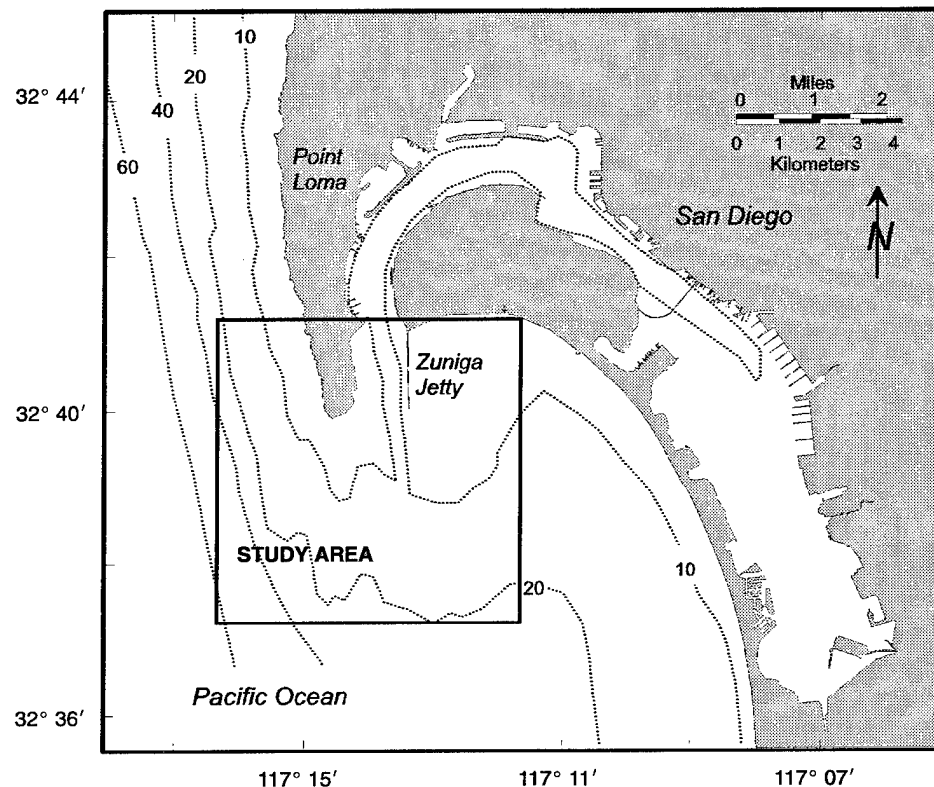 10
20
40
60
32° 44′
Miles
0 1 2
0 1 2 3 4
Kilometers
Point
Loma
San Diego
N
Zuniga
Jetty
32° 40′
STUDY AREA
10
20
Pacific Ocean
32° 36′
117° 15′ 117° 11′ 117° 07′